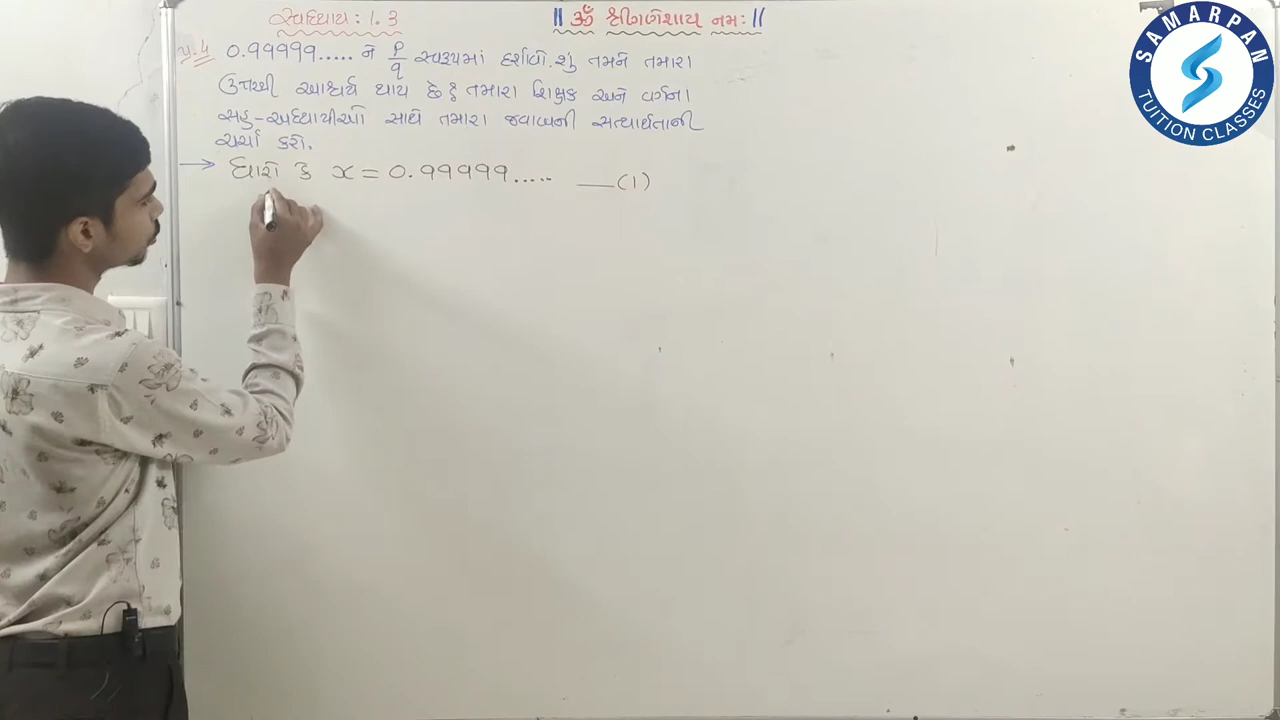 સ્વાધ્યાય : 1.3
|| ૐ શ્રી ગણેશાય નમઃ ||
પ્ર.4 0.99999..... ને p/q સ્વરૂપમાં દર્શાવો. શું તમને તમારા
ઉત્તરથી આશ્ચર્ય થાય છે? તમારા શિક્ષક અને વર્ગના
સહ-અધ્યાયીઓ સાથે તમારા જવાબની સત્યાર્થતાની
ચર્ચા કરો.
→ ધારો કે x = 0.99999..... —(1)
SAMARPAN
TUITION CLASSES